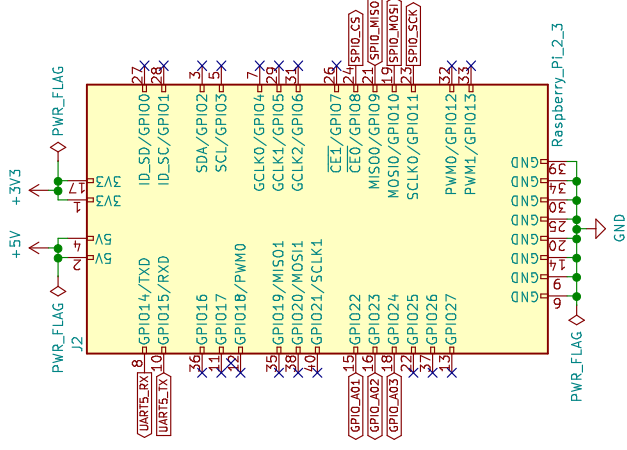 SPI0_CS
SPI0_MISO
SPI0_MOSI
SPI0_SCK
27
28
3
5
7
29
31
26
24
21
19
23
32
33
Raspberry_Pi_2_3
ID_SD/GPIO0
ID_SC/GPIO1
SDA/GPIO2
SCL/GPIO3
GCLK0/GPIO4
GCLK1/GPIO5
GCLK2/GPIO6
CE1/GPIO7
CE0/GPIO8
MISO0/GPIO9
MOSI0/GPIO10
SCLK0/GPIO11
PWM0/GPIO12
PWM1/GPIO13
PWR_FLAG
+3V3
17
3V3
1
3V3
+5V
4
5V
2
5V
PWR_FLAG
J2
GND
39
GND
34
GND
30
GND
25
GND
20
GND
14
GND
9
GND
6
GND
PWR_FLAG
GPIO14/TXD
GPIO15/RXD
GPIO16
GPIO17
GPIO18/PWM0
GPIO19/MISO1
GPIO20/MOSI1
GPIO21/SCLK1
GPIO22
GPIO23
GPIO24
GPIO25
GPIO26
GPIO27
8
10
36
11
12
35
38
40
15
16
18
22
37
13
UART5_RX
UART5_TX
GPIO_A01
GPIO_A02
GPIO_A03